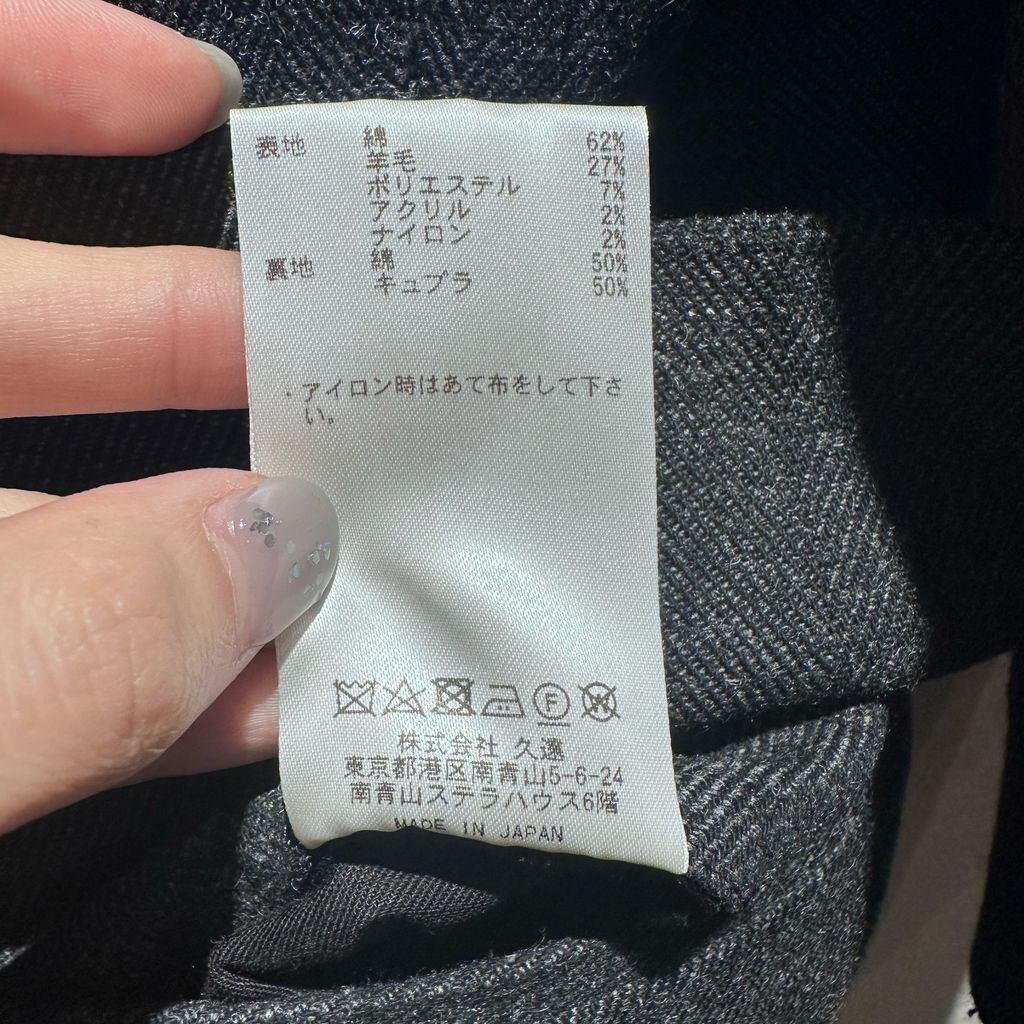 表地 綿 62%
羊毛 27%
ポリエステル 7%
アクリル 2%
ナイロン 2%
裏地 綿 50%
キュプラ 50%
・アイロン時はあて布をして下さ
い。
F W
株式会社 久遠
東京都港区南青山5-6-24
南青山ステラハウス6階
MADE IN JAPAN